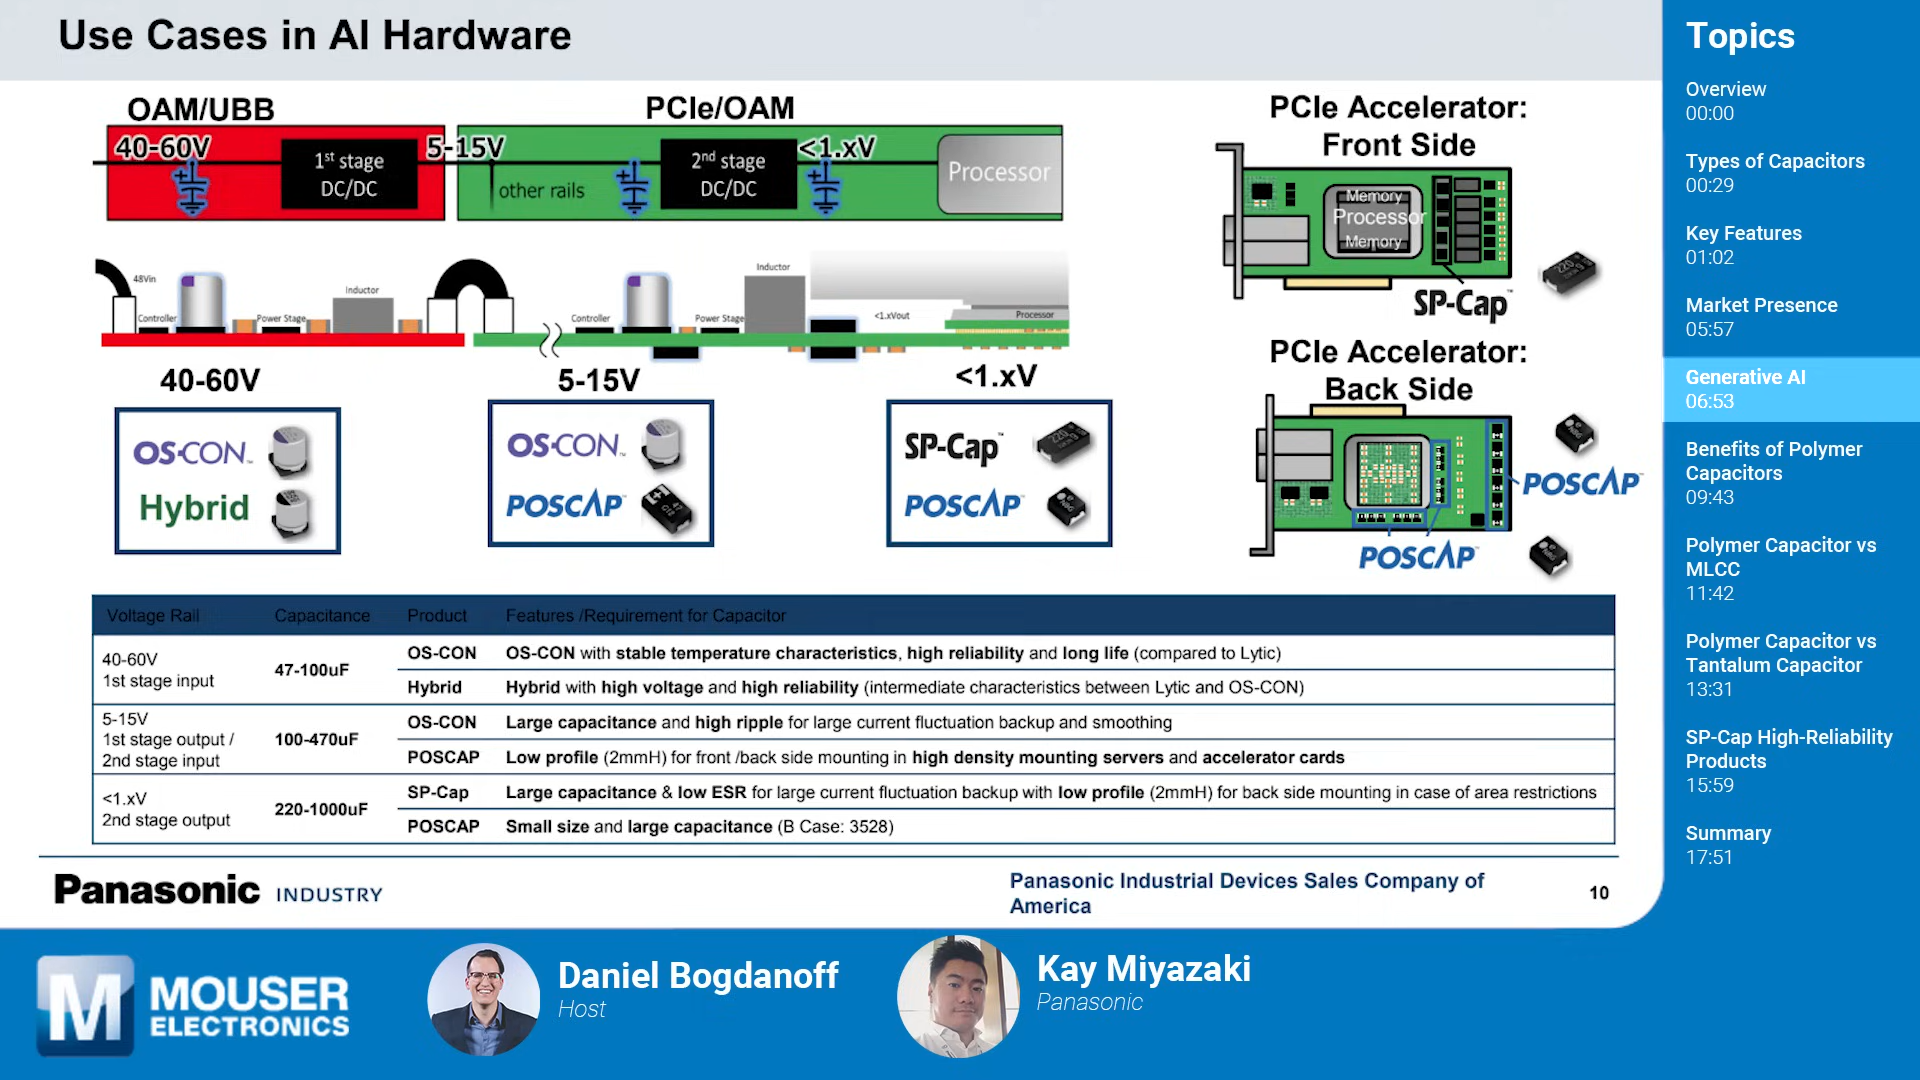 Use Cases in AI Hardware
OAM/UBB
PCIe/OAM
40-60V
1st stage
DC/DC
5-15V
other rails
2nd stage
DC/DC
<1.xV
Processor
48Vin
Controller
Power Stage
Inductor
Controller
Power Stage
Inductor
<1.xVout
Processor
40-60V
5-15V
<1.xV
OS-CON™
Hybrid
OS-CON™
POSCAP™
SP-Cap™
POSCAP™
PCIe Accelerator:
Front Side
Memory
Processor
Memory
SP-Cap™
PCIe Accelerator:
Back Side
POSCAP™
POSCAP™
Voltage Rail Capacitance Product Features /Requirement for Capacitor
40-60V
1st stage input
47-100uF
OS-CON OS-CON with stable temperature characteristics, high reliability and long life (compared to Lytic)
Hybrid Hybrid with high voltage and high reliability (intermediate characteristics between Lytic and OS-CON)
5-15V
1st stage output /
2nd stage input
100-470uF
OS-CON Large capacitance and high ripple for large current fluctuation backup and smoothing
POSCAP Low profile (2mmH) for front /back side mounting in high density mounting servers and accelerator cards
<1.xV
2nd stage output
220-1000uF
SP-Cap Large capacitance & low ESR for large current fluctuation backup with low profile (2mmH) for back side mounting in case of area restrictions
POSCAP Small size and large capacitance (B Case: 3528)
Panasonic INDUSTRY
Panasonic Industrial Devices Sales Company of
America
10
Topics
Overview
00:00
Types of Capacitors
00:29
Key Features
01:02
Market Presence
05:57
Generative AI
06:53
Benefits of Polymer
Capacitors
09:43
Polymer Capacitor vs
MLCC
11:42
Polymer Capacitor vs
Tantalum Capacitor
13:31
SP-Cap High-Reliability
Products
15:59
Summary
17:51
M
MOUSER
ELECTRONICS
Daniel Bogdanoff
Host
Kay Miyazaki
Panasonic